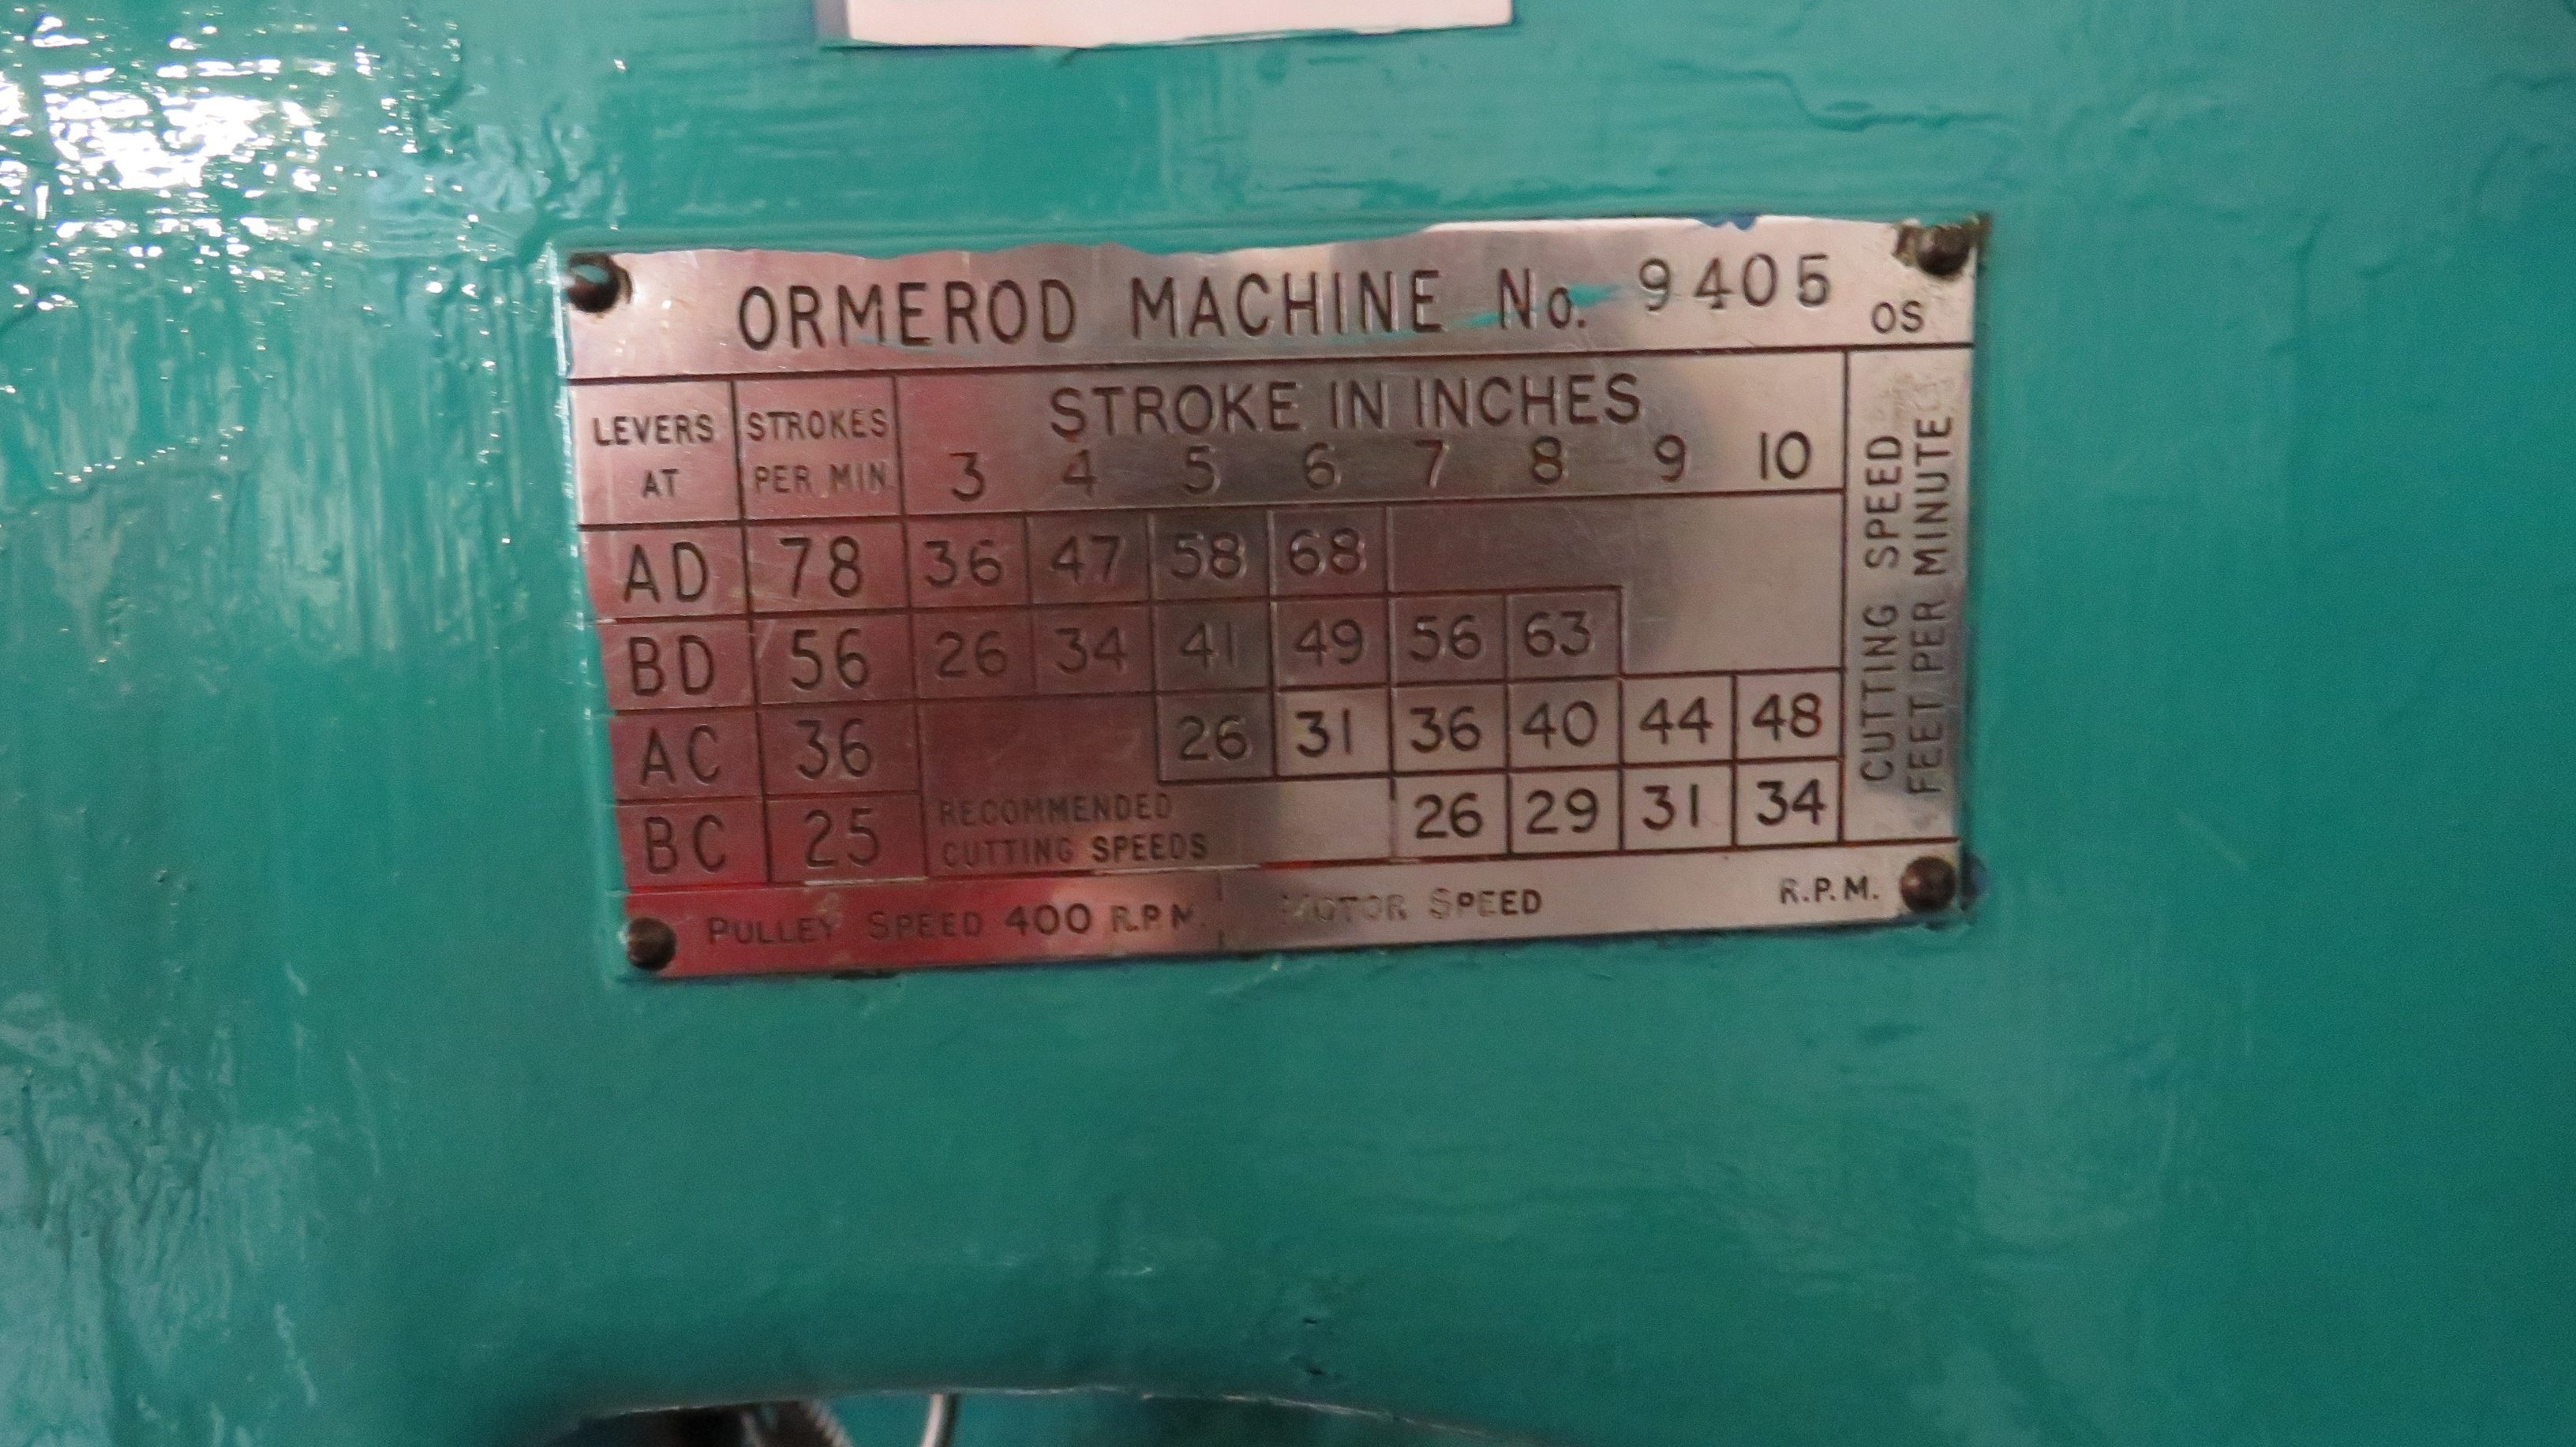 ORMEROD MACHINE No. 9405 OS
LEVERS AT
STROKES PER MIN.
STROKE IN INCHES
3 4 5 6 7 8 9 10
AD 78 36 47 58 68
BD 56 26 34 41 49 56 63
AC 36 26 31 36 40 44 48
BC 25 26 29 31 34
RECOMMENDED
CUTTING SPEEDS
CUTTING SPEED
FEET PER MINUTE
PULLEY SPEED 400 R.P.M. MOTOR SPEED R.P.M.